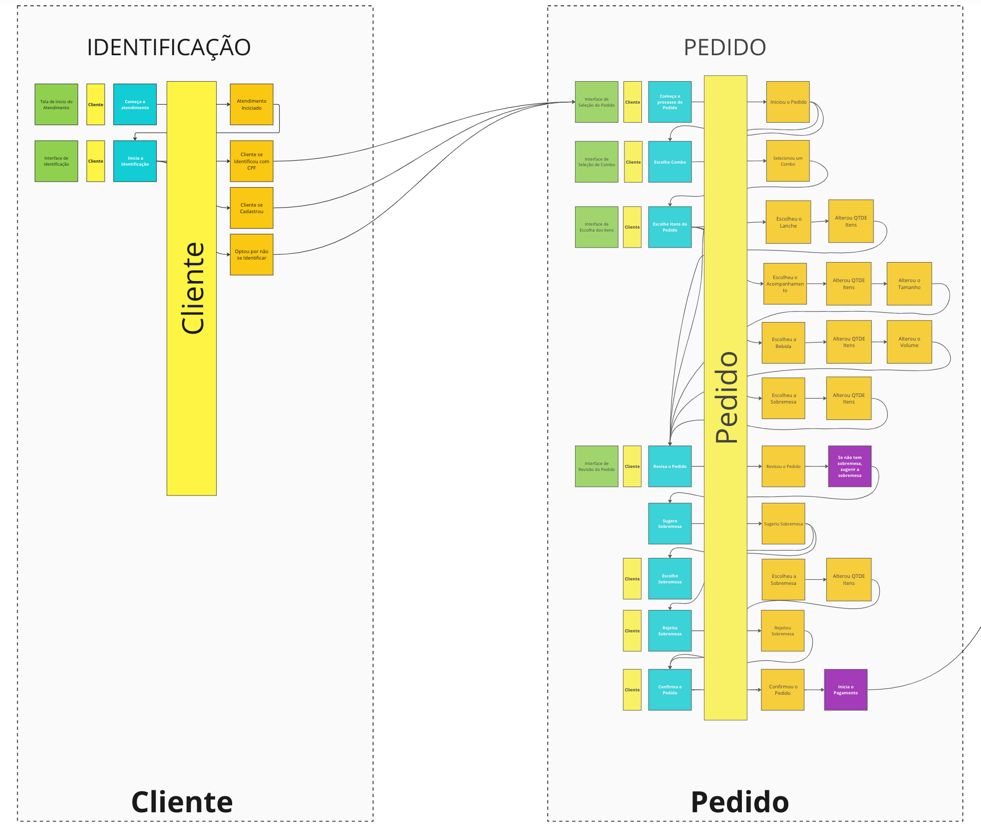 IDENTIFICAÇÃO
Tela de Inicio do
Atendimento
Cliente
Começa o
atendimento
Atendimento
Iniciado
Interface de
Identificação
Cliente
Inicia a
Identificação
Cliente se
identificou com
CPF
Cliente se
Cadastrou
Optou por não
se identificar
Cliente
Cliente
PEDIDO
Interface de
Seleção do Pedido
Cliente
Começa o
processo de
Pedido
Iniciou o Pedido
Interface de
Seleção do Combo
Cliente
Escolhe Combo
Selecionou um
Combo
Interface de
Escolha dos Itens
Cliente
Escolhe Itens do
Pedido
Escolheu o
Lanche
Alterou QTDE
Itens
Escolheu o
Acompanhamen
to
Alterou QTDE
Itens
Alterou o
Tamanho
Escolheu a
Bebida
Alterou QTDE
Itens
Alterou o
Volume
Escolheu a
Sobremesa
Alterou QTDE
Itens
Pedido
Interface de
Revisão do Pedido
Cliente
Revisa o Pedido
Revisou o Pedido
Se não tem
sobremesa,
sugerir a
sobremesa
Sugere
Sobremesa
Sugeriu Sobremesa
Cliente
Escolhe
Sobremesa
Escolheu a
Sobremesa
Alterou QTDE
Itens
Cliente
Rejeita
Sobremesa
Rejeitou
Sobremesa
Cliente
Confirma o
Pedido
Confirmou o
Pedido
Inicia o
Pagamento
Pedido